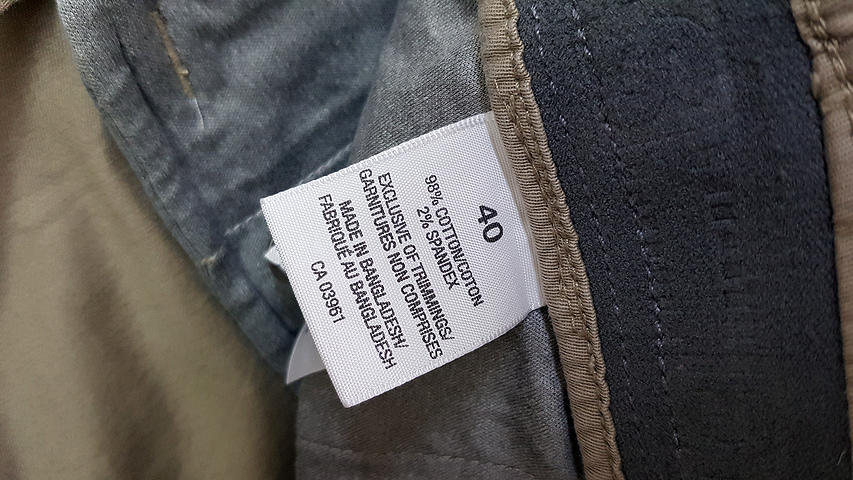 40
98% COTTON/COTON
2% SPANDEX
EXCLUSIVE OF TRIMMINGS/
GARNITURES NON COMPRISES
MADE IN BANGLADESH/
FABRIQUÉ AU BANGLADESH
CA 03961